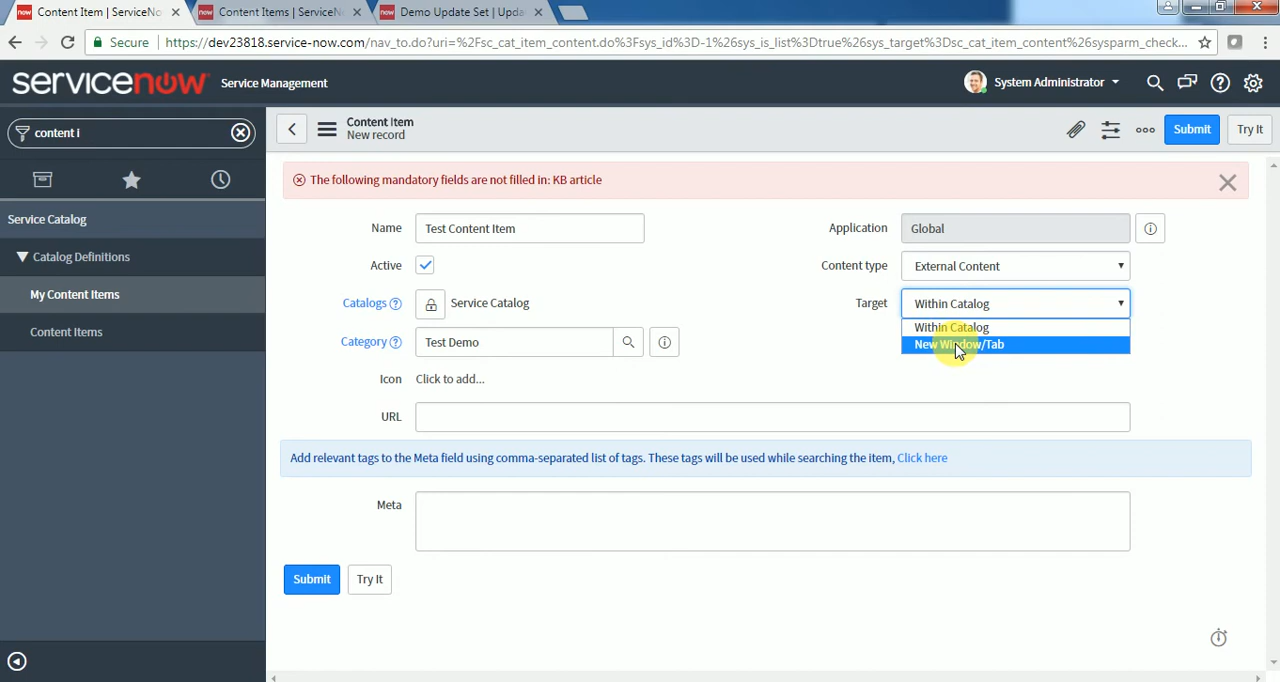 Content Item | ServiceNo
Content Items | ServiceN
Demo Update Set | Upda
Secure
https://dev23818.service-now.com/nav_to.do?uri=%2Fsc_cat_item_content.do%3Fsys_id%3D-1%26sys_is_list%3Dtrue%26sys_target%3Dsc_cat_item_content%26sysparm_check...
servicenow Service Management
System Administrator
content i
Content Item
New record
Submit
Try It
The following mandatory fields are not filled in: KB article
Service Catalog
Catalog Definitions
My Content Items
Content Items
Name Test Content Item
Application Global
Active
Content type External Content
Catalogs Service Catalog
Target Within Catalog
Within Catalog
New Window/Tab
Category Test Demo
Icon Click to add...
URL
Add relevant tags to the Meta field using comma-separated list of tags. These tags will be used while searching the item, Click here
Meta
Submit
Try It